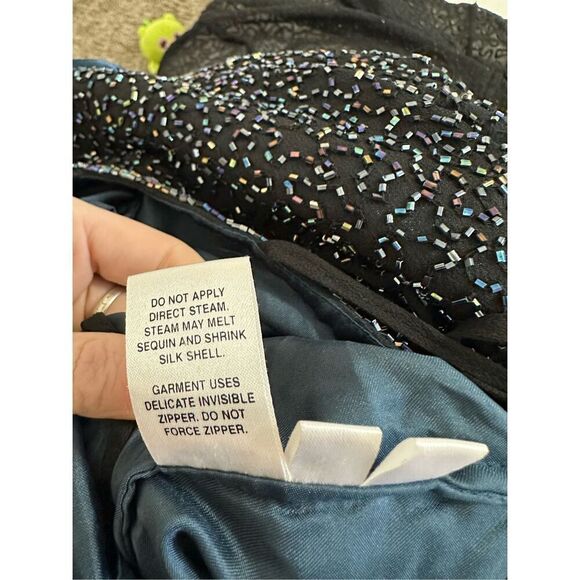 DO NOT APPLY
DIRECT STEAM.
STEAM MAY MELT
SEQUIN AND SHRINK
SILK SHELL.
GARMENT USES
DELICATE INVISIBLE
ZIPPER. DO NOT
FORCE ZIPPER.